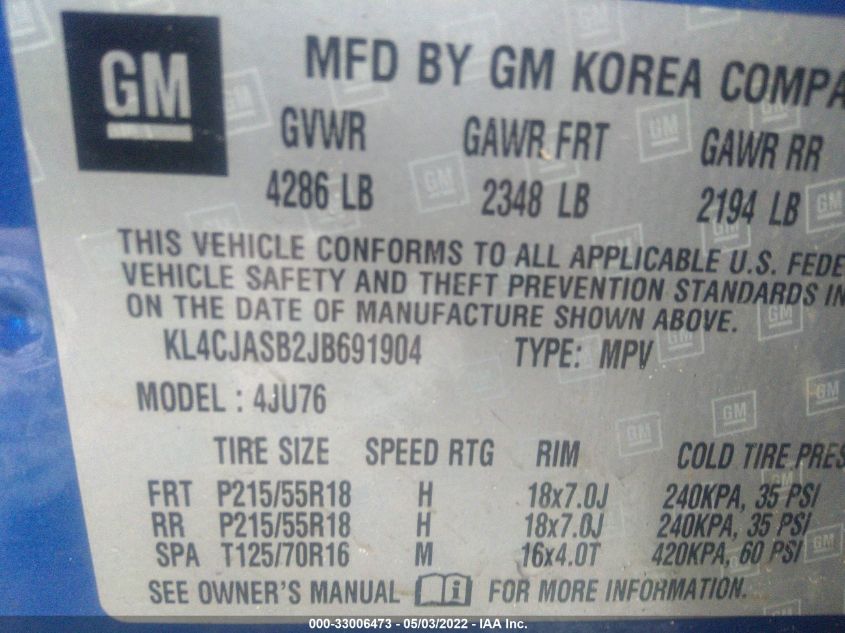 GM
MFD BY GM KOREA COMPA
GVWR GAWR FRT GAWR RR
4286 LB 2348 LB 2194 LB
THIS VEHICLE CONFORMS TO ALL APPLICABLE U.S. FEDE
VEHICLE SAFETY AND THEFT PREVENTION STANDARDS IN
ON THE DATE OF MANUFACTURE SHOWN ABOVE.
KL4CJASB2JB691904 TYPE: MPV
MODEL : 4JU76
TIRE SIZE SPEED RTG RIM COLD TIRE PRES
FRT P215/55R18 H 18x7.0J 240KPA, 35 PSI
RR P215/55R18 H 18x7.0J 240KPA, 35 PSI
SPA T125/70R16 M 16x4.0T 420KPA, 60 PSI
SEE OWNER'S MANUAL i FOR MORE INFORMATION.
000-33006473 - 05/03/2022 - IAA Inc.